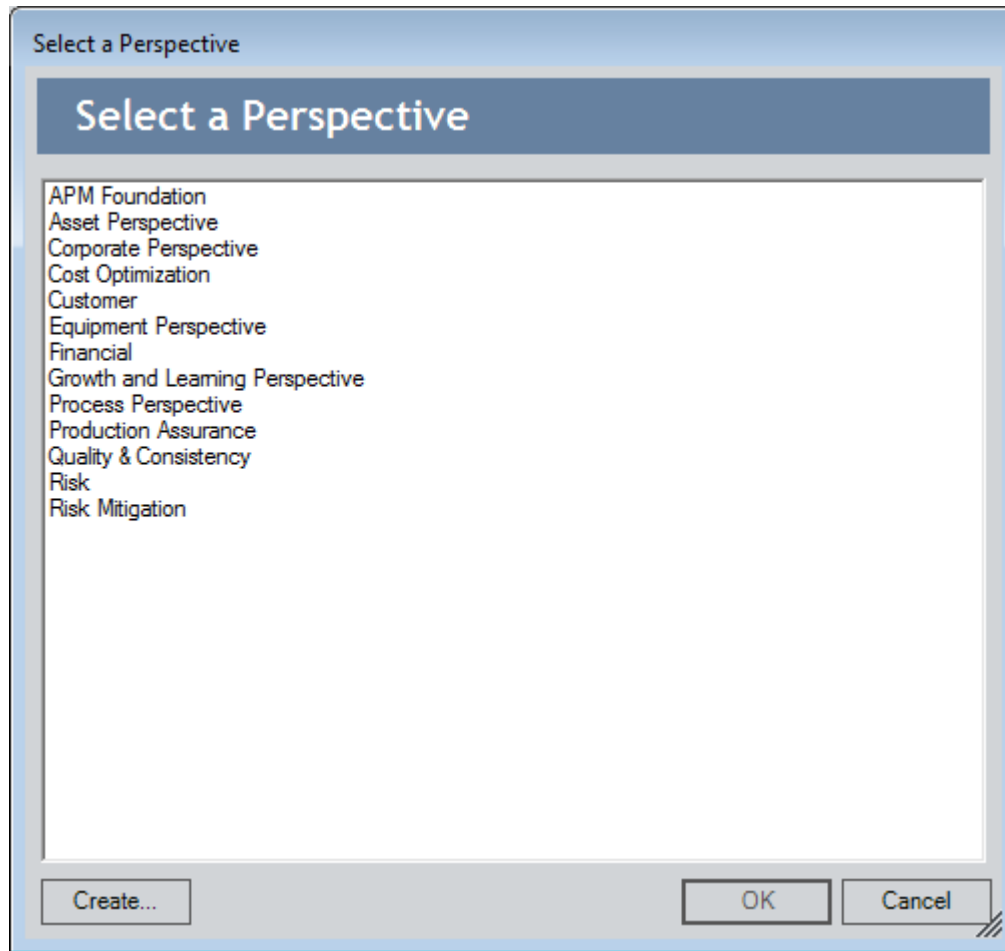 Select a Perspective
Select a Perspective
APM Foundation
Asset Perspective
Corporate Perspective
Cost Optimization
Customer
Equipment Perspective
Financial
Growth and Learning Perspective
Process Perspective
Production Assurance
Quality & Consistency
Risk
Risk Mitigation
Create... OK Cancel